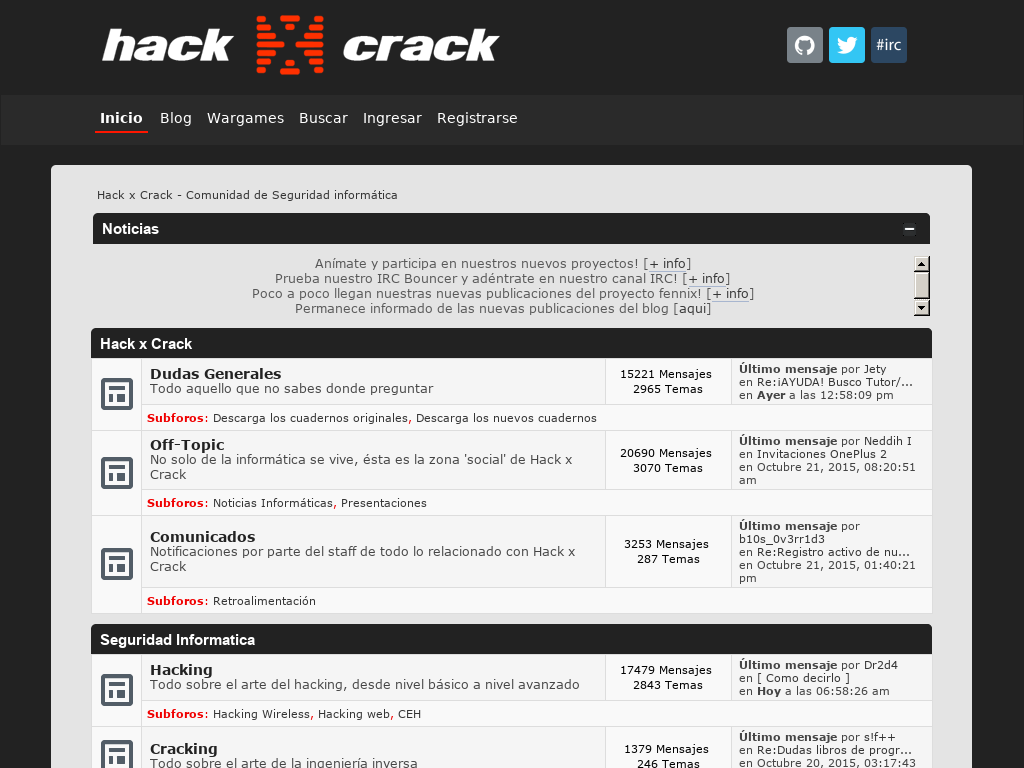 hack crack
#irc
Inicio Blog Wargames Buscar Ingresar Registrarse
Hack x Crack - Comunidad de Seguridad informática
Noticias
Anímate y participa en nuestros nuevos proyectos! [+ info]
Prueba nuestro IRC Bouncer y adéntrate en nuestro canal IRC! [+ info]
Poco a poco llegan nuestras nuevas publicaciones del proyecto fennix! [+ info]
Permanece informado de las nuevas publicaciones del blog [aqui]
Hack x Crack
Dudas Generales
Todo aquello que no sabes donde preguntar
15221 Mensajes
2965 Temas
Último mensaje por Jety
en Re:¡AYUDA! Busco Tutor/...
en Ayer a las 12:58:09 pm
Subforos: Descarga los cuadernos originales, Descarga los nuevos cuadernos
Off-Topic
No solo de la informática se vive, ésta es la zona 'social' de Hack x
Crack
20690 Mensajes
3070 Temas
Último mensaje por Neddih I
en Invitaciones OnePlus 2
en Octubre 21, 2015, 08:20:51
am
Subforos: Noticias Informáticas, Presentaciones
Comunicados
Notificaciones por parte del staff de todo lo relacionado con Hack x
Crack
3253 Mensajes
287 Temas
Último mensaje por
b10s_0v3rr1d3
en Re:Registro activo de nu...
en Octubre 21, 2015, 01:40:21
pm
Subforos: Retroalimentación
Seguridad Informatica
Hacking
Todo sobre el arte del hacking, desde nivel básico a nivel avanzado
17479 Mensajes
2843 Temas
Último mensaje por Dr2d4
en [ Como decirlo ]
en Hoy a las 06:58:26 am
Subforos: Hacking Wireless, Hacking web, CEH
Cracking
Todo sobre el arte de la ingeniería inversa
1379 Mensajes
246 Temas
Último mensaje por s!f++
en Re:Dudas libros de progr...
en Octubre 20, 2015, 03:17:43